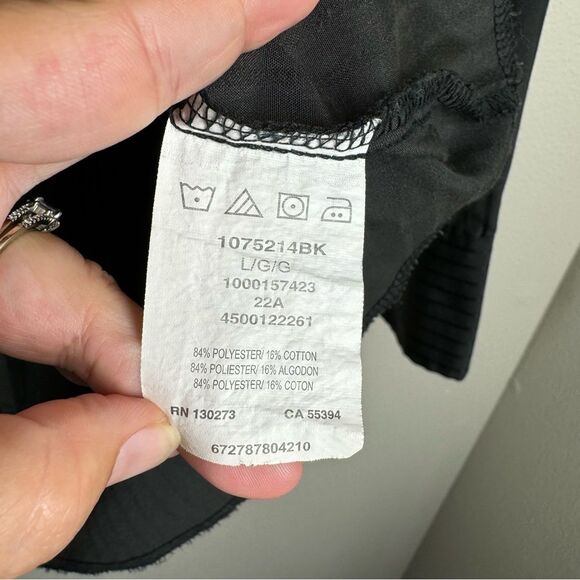 1075214BK
L/G/G
1000157423
22A
4500122261
84% POLYESTER/ 16% COTTON
84% POLIESTER/ 16% ALGODON
84% POLYESTER/ 16% COTON
RN 130273 CA 55394
672787804210